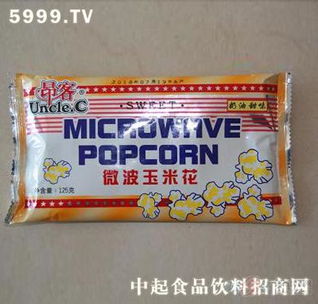 5999.TV
昂客
Uncle.C
·SWEET·
奶油甜味
MICROWAVE
POPCORN
微波玉米花
净含量:125克
中起食品饮料招商网